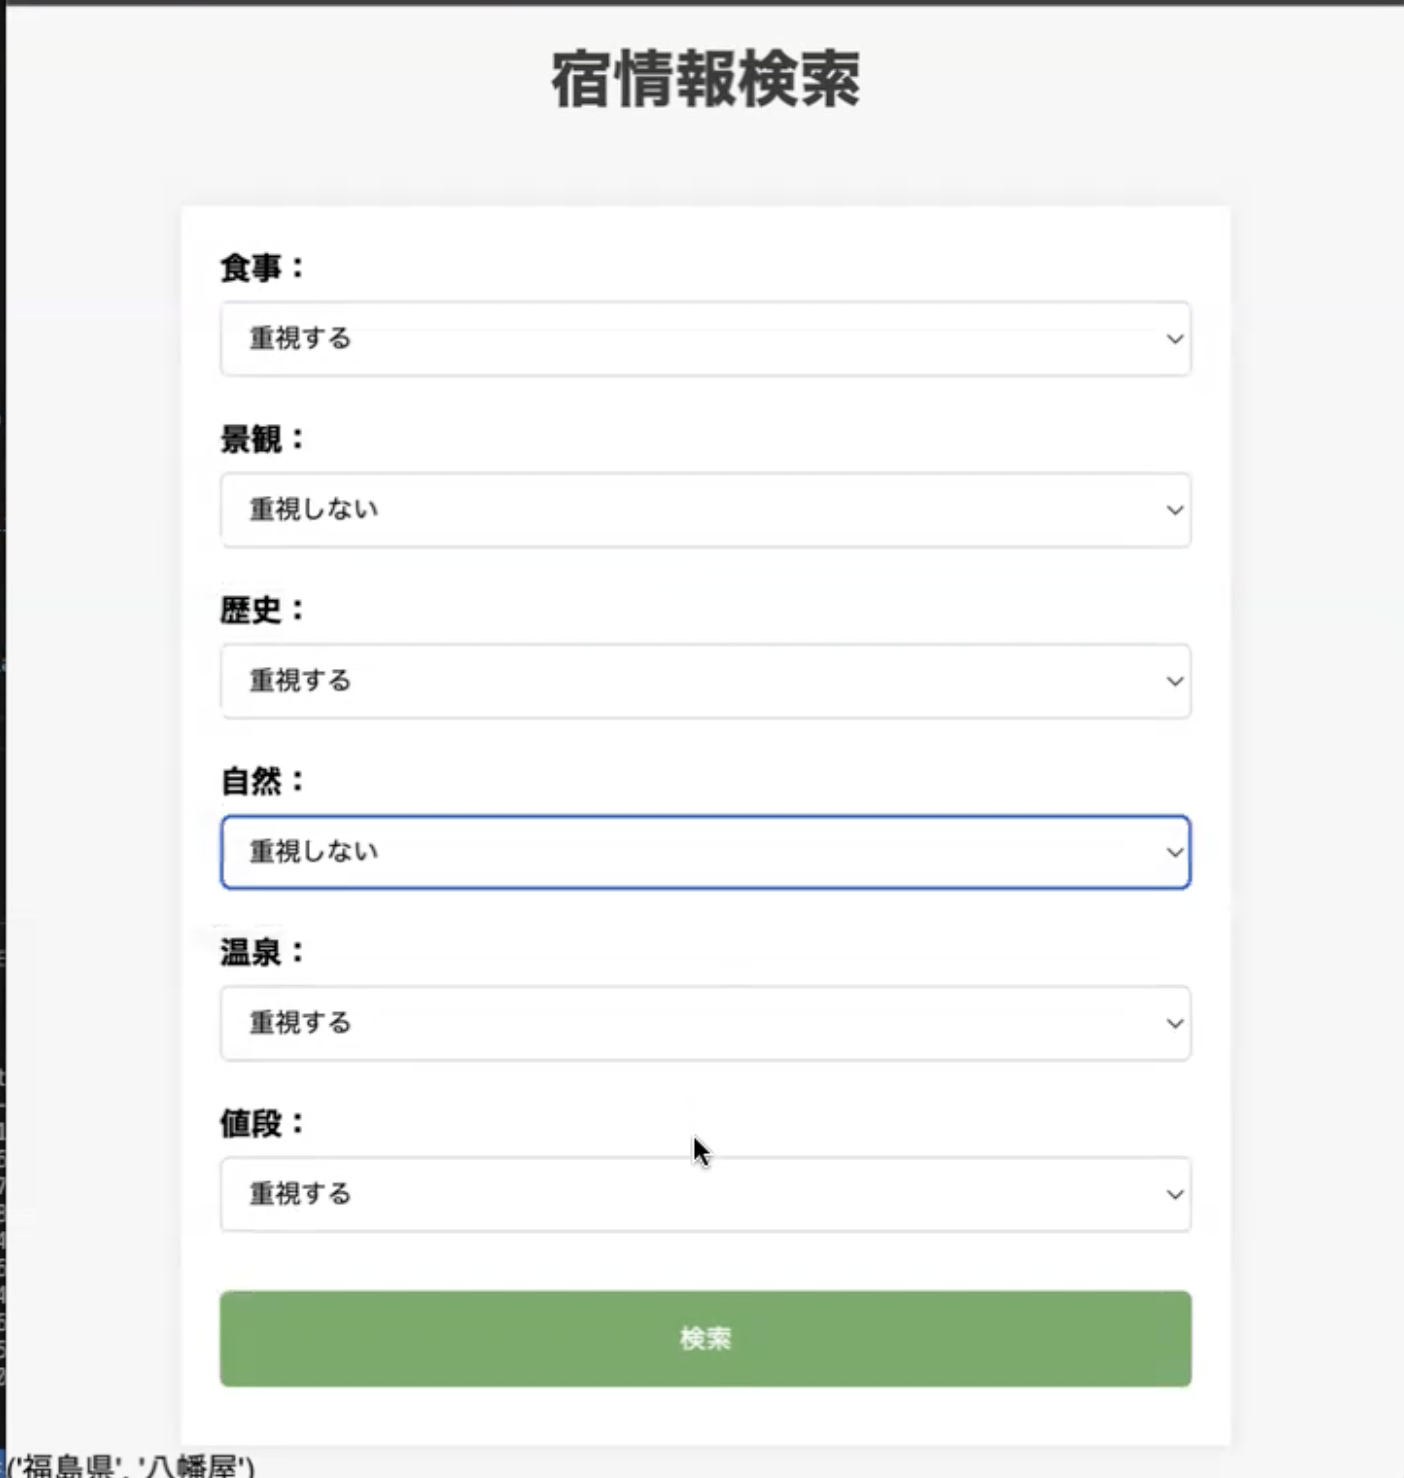 宿情報検索
食事：
重視する
景観：
重視しない
歴史：
重視する
自然：
重視しない
温泉：
重視する
値段：
重視する
検索
('福島県', '八幡屋')